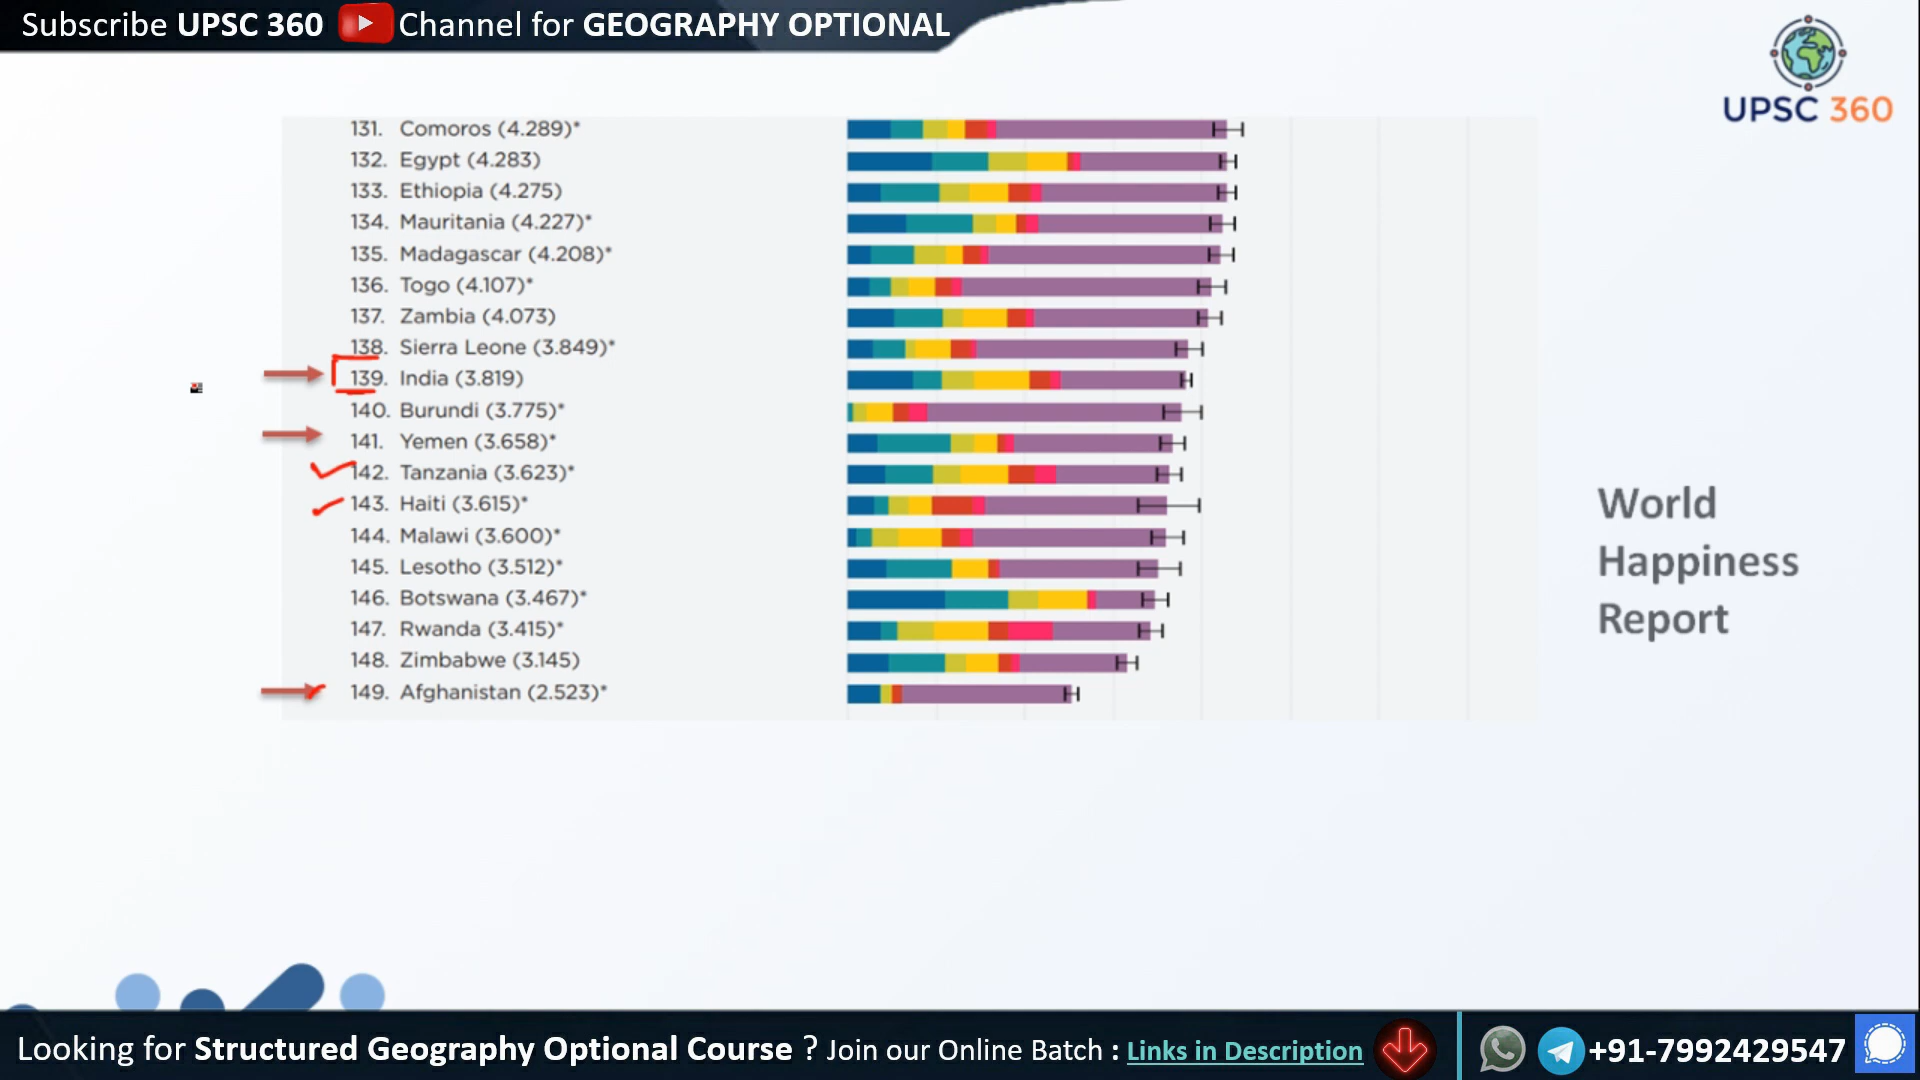 Subscribe UPSC 360 Channel for GEOGRAPHY OPTIONAL
UPSC 360
131. Comoros (4.289)*
132. Egypt (4.283)
133. Ethiopia (4.275)
134. Mauritania (4.227)*
135. Madagascar (4.208)*
136. Togo (4.107)*
137. Zambia (4.073)
138. Sierra Leone (3.849)*
139. India (3.819)
140. Burundi (3.775)*
141. Yemen (3.658)*
142. Tanzania (3.623)*
143. Haiti (3.615)*
144. Malawi (3.600)*
145. Lesotho (3.512)*
146. Botswana (3.467)*
147. Rwanda (3.415)*
148. Zimbabwe (3.145)
149. Afghanistan (2.523)*
World
Happiness
Report
Looking for Structured Geography Optional Course ? Join our Online Batch : Links in Description
+91-7992429547